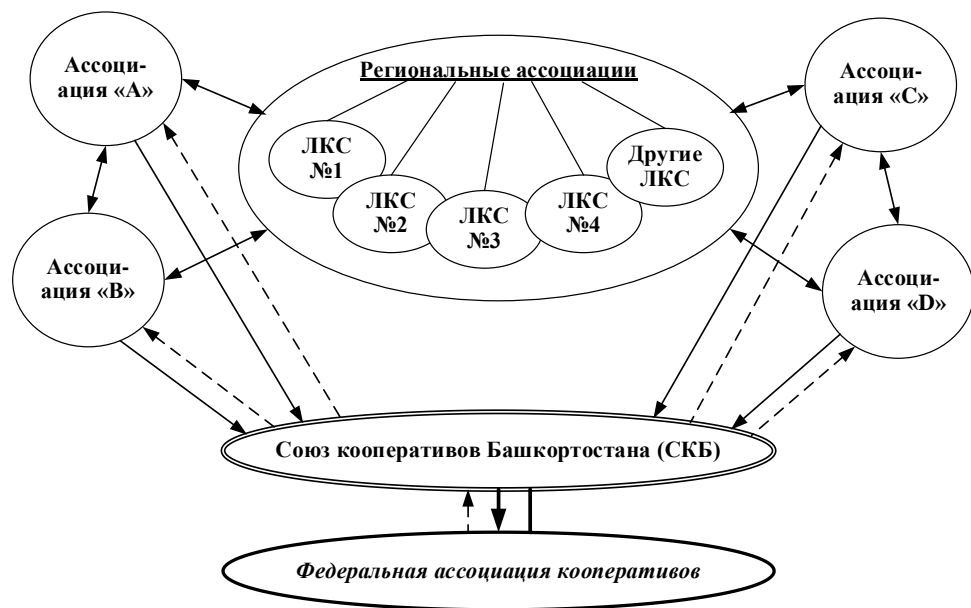 Ассоци-
ация «А»
Региональные ассоциации
Ассоци-
ация «С»
ЛКС
№1
ЛКС
№2
ЛКС
№3
ЛКС
№4
Другие
ЛКС
Ассоци-
ация «В»
Ассоци-
ация «D»
Союз кооперативов Башкортостана (СКБ)
Федеральная ассоциация кооперативов